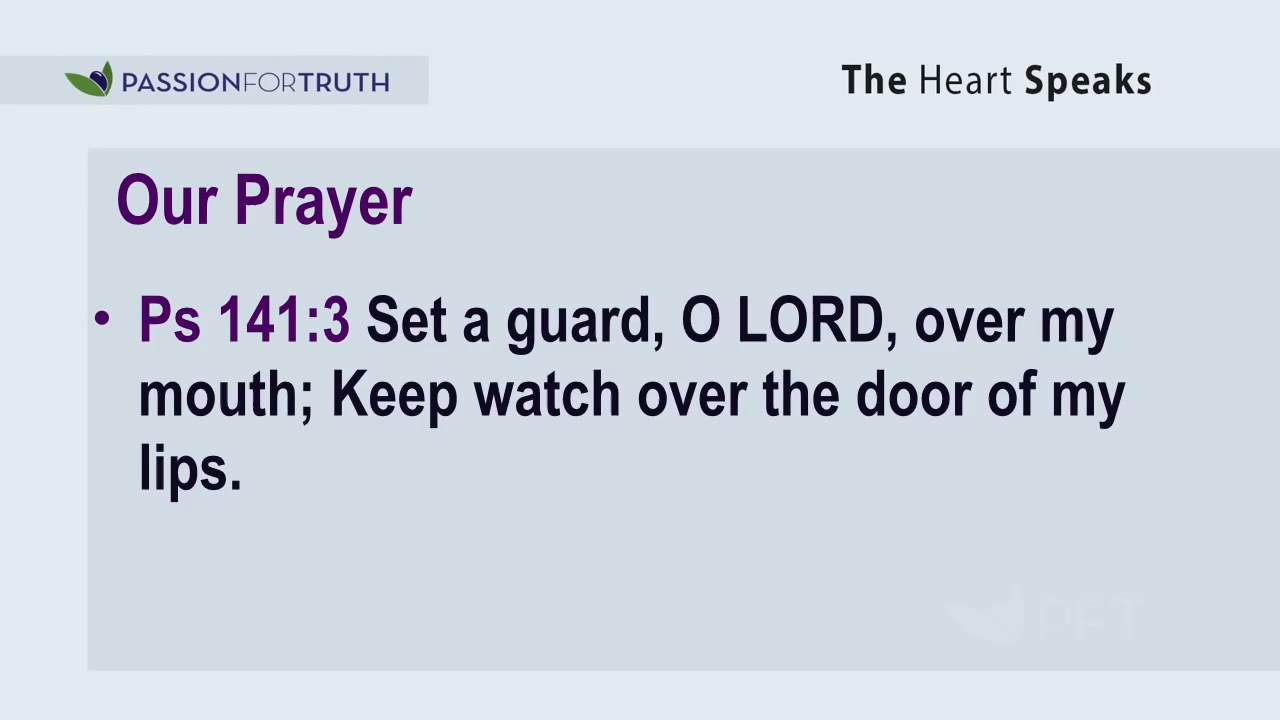 PASSIONFORTRUTH
The Heart Speaks
Our Prayer
• Ps 141:3 Set a guard, O LORD, over my
mouth; Keep watch over the door of my
lips.
PFT